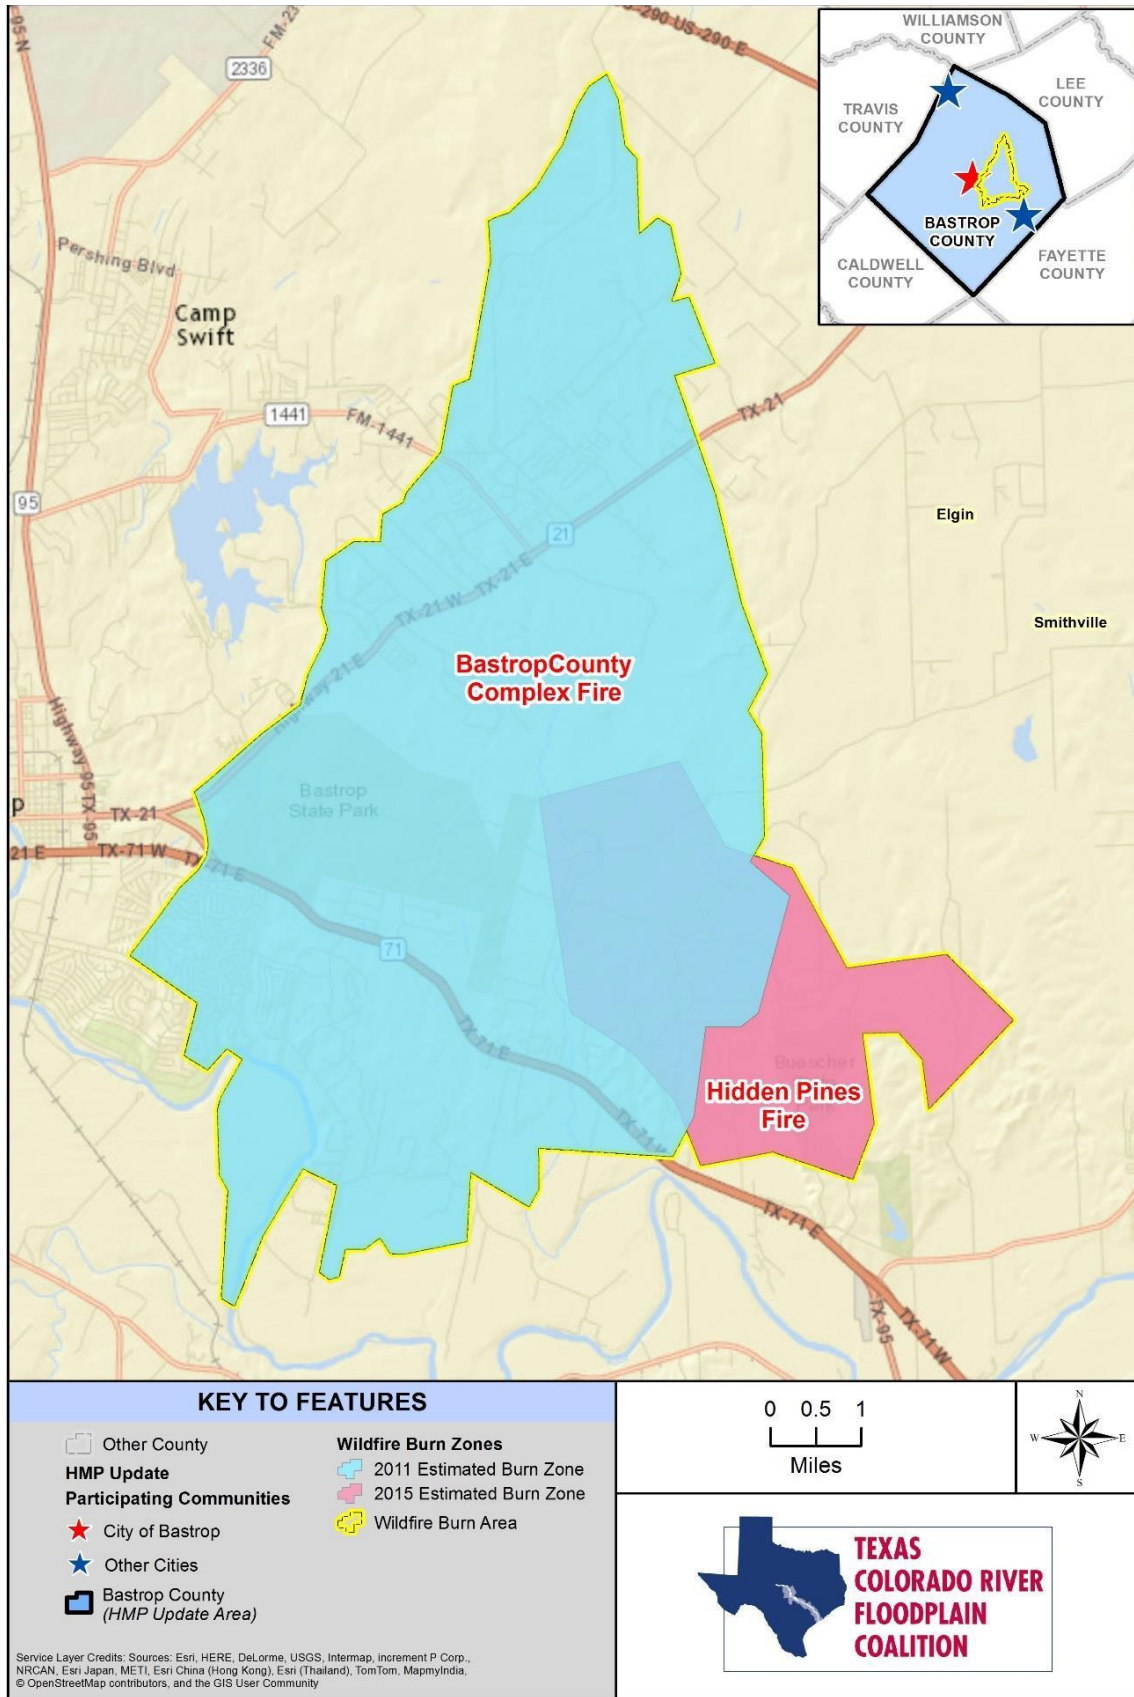 95 N
FM-23
2336
290 US-290 E
WILLIAMSON
COUNTY
LEE
COUNTY
TRAVIS
COUNTY
BASTROP
COUNTY
CALDWELL
COUNTY
FAYETTE
COUNTY
Pershing Blvd
Camp
Swift
1441
FM-1441
TX-21
95
21
Elgin
TX-21 W
TX-21 E
Smithville
BastropCounty
Complex Fire
Highway 21 E
Highway 95 TX-95
Bastrop
State Park
p
TX-21
21 E
TX-71 W
TX-71 E
71
TX-71 E
Buescher
Hidden Pines
Fire
TX-71 E
TX-95
TX-71 W
KEY TO FEATURES
Other County
HMP Update
Participating Communities
City of Bastrop
Other Cities
Bastrop County
(HMP Update Area)
Wildfire Burn Zones
2011 Estimated Burn Zone
2015 Estimated Burn Zone
Wildfire Burn Area
Service Layer Credits: Sources: Esri, HERE, DeLorme, USGS, Intermap, increment P Corp.,
NRCAN, Esri Japan, METI, Esri China (Hong Kong), Esri (Thailand), TomTom, MapmyIndia,
© OpenStreetMap contributors, and the GIS User Community
0 0.5 1
Miles
N
W
E
S
TEXAS
COLORADO RIVER
FLOODPLAIN
COALITION